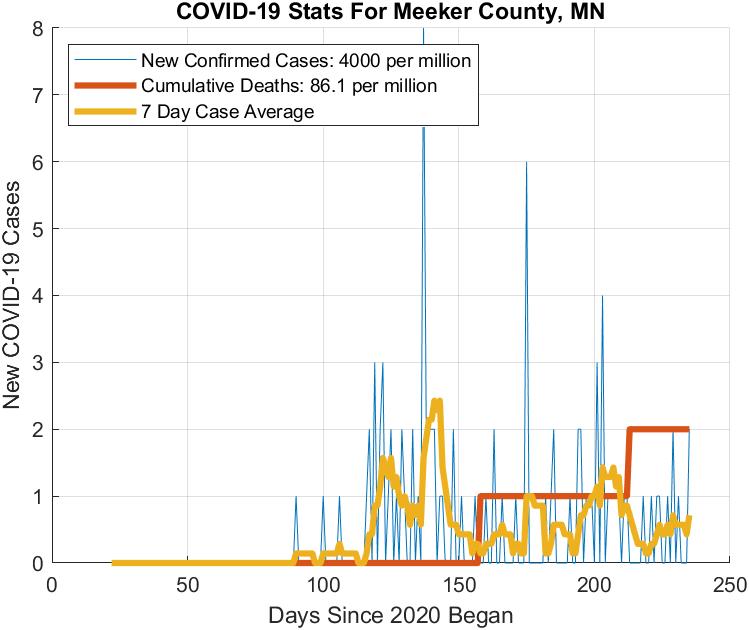 COVID-19 Stats For Meeker County, MN
New Confirmed Cases: 4000 per million
Cumulative Deaths: 86.1 per million
7 Day Case Average
New COVID-19 Cases
8
7
6
5
4
3
2
1
0
0 50 100 150 200 250
Days Since 2020 Began